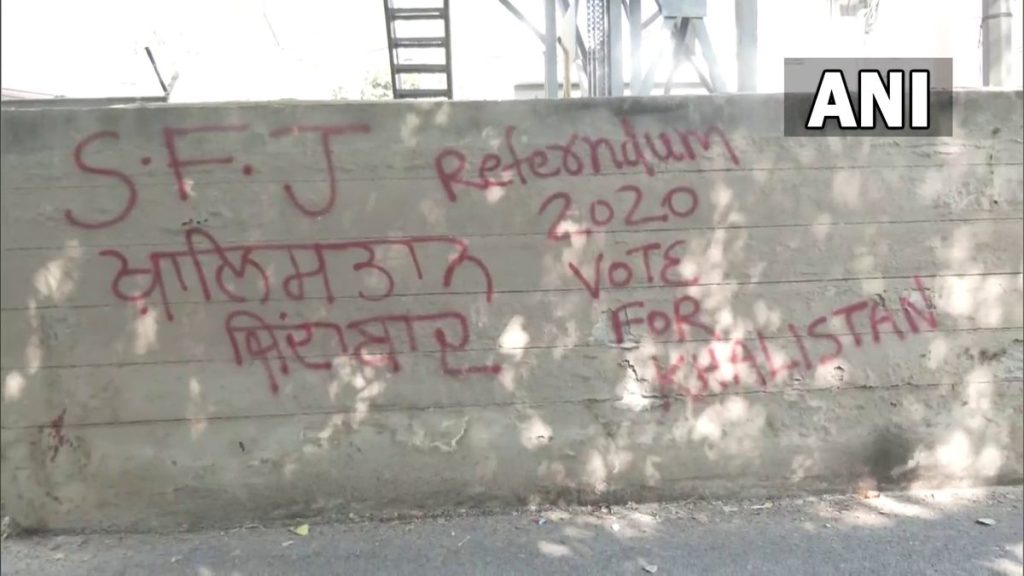 ANI
S.F.J
ਖਾਲਿਸਤਾਨ
ਜ਼ਿੰਦਾਬਾਦ
Referndum
2020
VOTE
FOR
KHALISTAN